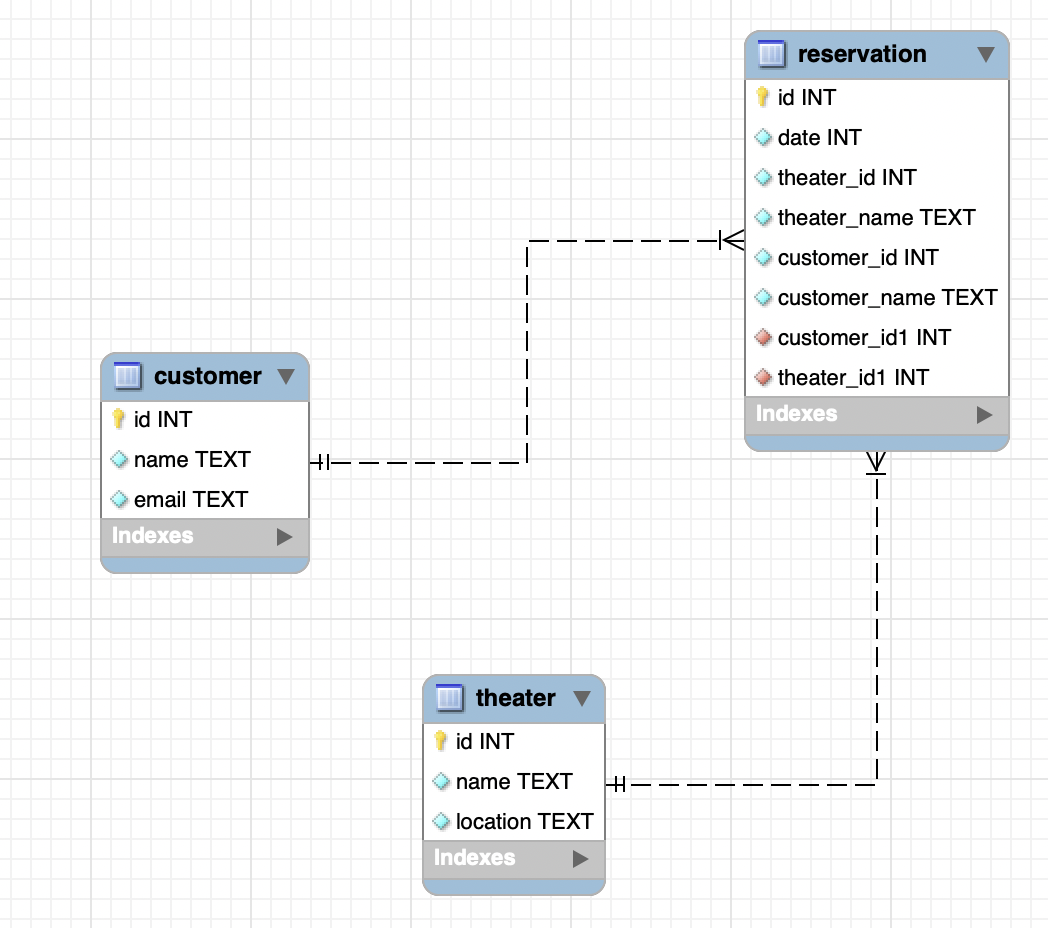 reservation
id INT
date INT
theater_id INT
theater_name TEXT
customer_id INT
customer_name TEXT
customer_id1 INT
theater_id1 INT
Indexes
customer
id INT
name TEXT
email TEXT
Indexes
theater
id INT
name TEXT
location TEXT
Indexes